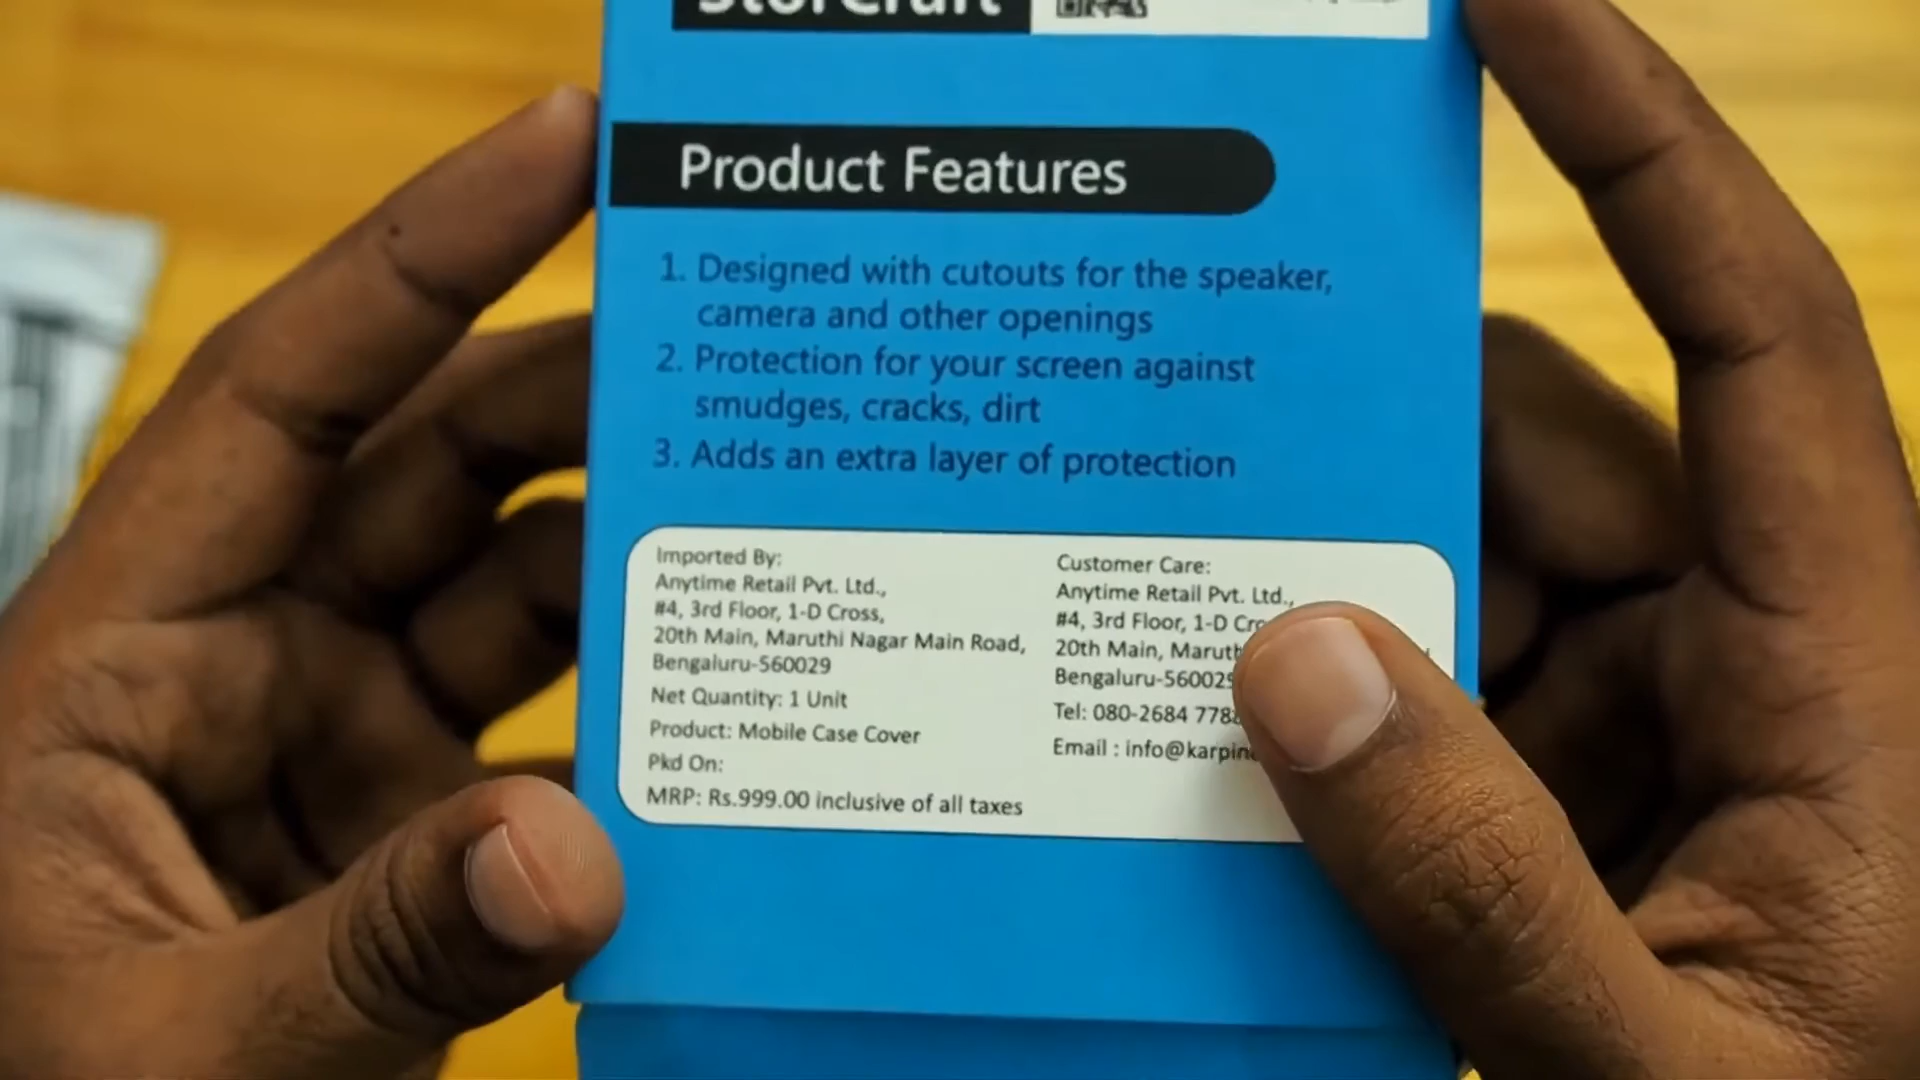 StorCraft
Product Features
1. Designed with cutouts for the speaker,
camera and other openings
2. Protection for your screen against
smudges, cracks, dirt
3. Adds an extra layer of protection
Imported By:
Anytime Retail Pvt. Ltd.,
#4, 3rd Floor, 1-D Cross,
20th Main, Maruthi Nagar Main Road,
Bengaluru-560029
Net Quantity: 1 Unit
Product: Mobile Case Cover
Pkd On:
MRP: Rs.999.00 inclusive of all taxes
Customer Care:
Anytime Retail Pvt. Ltd.,
#4, 3rd Floor, 1-D
20th Main,
Tel: 080-2684
Email :